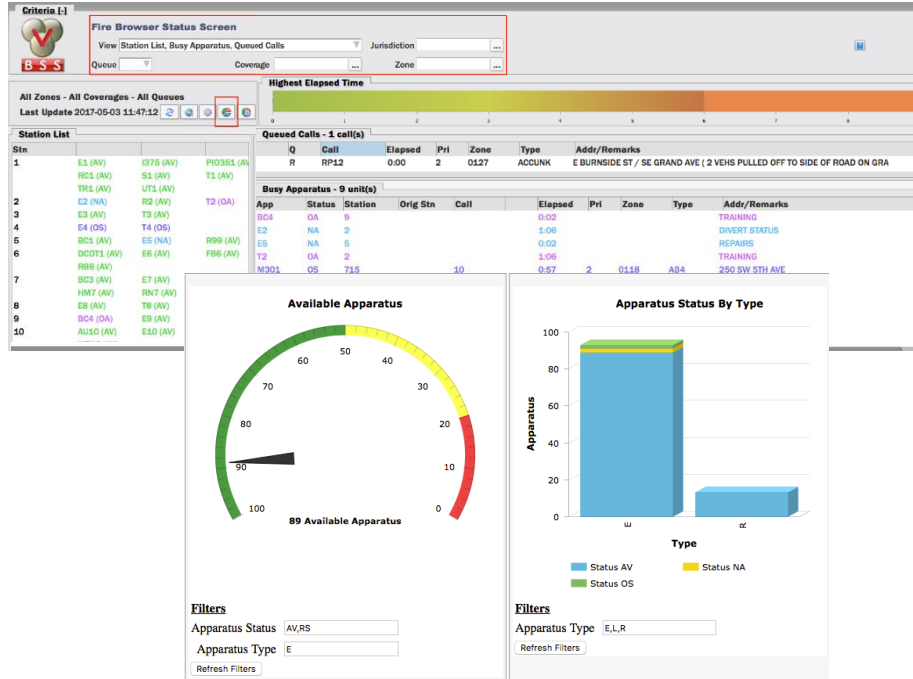 Criteria [-]
Fire Browser Status Screen
View Station List, Busy Apparatus, Queued Calls Jurisdiction ...
BSS Queue Coverage ... Zone ...
All Zones - All Coverages - All Queues
Last Update 2017-05-03 11:47:12
Highest Elapsed Time
0 1 2 3 4 5 6 7 8
Station List
Stn
1 E1 (AV) I375 (AV) PI0351 (AV
RC1 (AV) S1 (AV) T1 (AV)
TR1 (AV) UT1 (AV)
2 E2 (NA) R2 (AV) T2 (OA)
3 E3 (AV) T3 (AV)
4 E4 (OS) T4 (OS)
5 BC1 (AV) E5 (NA) R99 (AV)
6 DCDT1 (AV) E6 (AV) FB6 (AV)
RB6 (AV)
7 BC3 (AV) E7 (AV)
HM7 (AV) RN7 (AV)
8 E8 (AV) T8 (AV)
9 BC4 (OA) E9 (AV)
10 AU10 (AV) E10 (AV)
Queued Calls - 1 call(s)
Q Call Elapsed Pri Zone Type Addr/Remarks
R RP12 0:00 2 0127 ACCUNK E BURNSIDE ST / SE GRAND AVE ( 2 VEHS PULLED OFF TO SIDE OF ROAD ON GRA
Busy Apparatus - 9 unit(s)
App Status Station Orig Stn Call Elapsed Pri Zone Type Addr/Remarks
BC4 OA 9 0:02 TRAINING
E2 NA 2 1:06 DIVERT STATUS
E5 NA 5 0:02 REPAIRS
T2 OA 2 1:06 TRAINING
M301 OS 715 10 0:57 2 0118 AB4 250 SW 5TH AVE
Available Apparatus
100
90
80
70
60
50
40
30
20
10
0
89 Available Apparatus
Filters
Apparatus Status AV,RS
Apparatus Type E
Refresh Filters
Apparatus Status By Type
Apparatus
100
80
60
40
20
0
E R
Type
Status AV Status NA
Status OS
Filters
Apparatus Type E,L,R
Refresh Filters